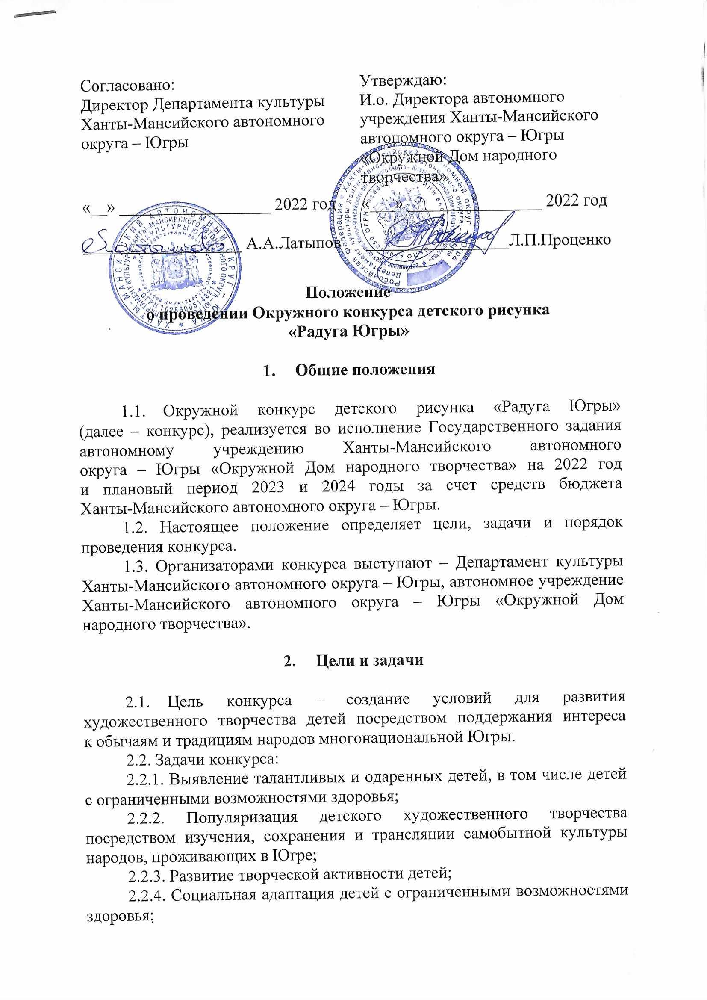 Согласовано:
Директор Департамента культуры
Ханты-Мансийского автономного
округа – Югры
«__» __________________ 2022 год
А.А.Латыпов
Утверждаю:
И.о. Директора автономного
учреждения Ханты-Мансийского
автономного округа – Югры
«Окружной Дом народного
творчества»
«__» ________________ 2022 год
Л.П.Проценко
Положение
о проведении Окружного конкурса детского рисунка
«Радуга Югры»
1. Общие положения
1.1. Окружной конкурс детского рисунка «Радуга Югры»
(далее – конкурс), реализуется во исполнение Государственного задания
автономному учреждению Ханты-Мансийского автономного
округа – Югры «Окружной Дом народного творчества» на 2022 год
и плановый период 2023 и 2024 годы за счет средств бюджета
Ханты-Мансийского автономного округа – Югры.
1.2. Настоящее положение определяет цели, задачи и порядок
проведения конкурса.
1.3. Организаторами конкурса выступают – Департамент культуры
Ханты-Мансийского автономного округа – Югры, автономное учреждение
Ханты-Мансийского автономного округа – Югры «Окружной Дом
народного творчества».
2. Цели и задачи
2.1. Цель конкурса – создание условий для развития
художественного творчества детей посредством поддержания интереса
к обычаям и традициям народов многонациональной Югры.
2.2. Задачи конкурса:
2.2.1. Выявление талантливых и одаренных детей, в том числе детей
с ограниченными возможностями здоровья;
2.2.2. Популяризация детского художественного творчества
посредством изучения, сохранения и трансляции самобытной культуры
народов, проживающих в Югре;
2.2.3. Развитие творческой активности детей;
2.2.4. Социальная адаптация детей с ограниченными возможностями
здоровья;